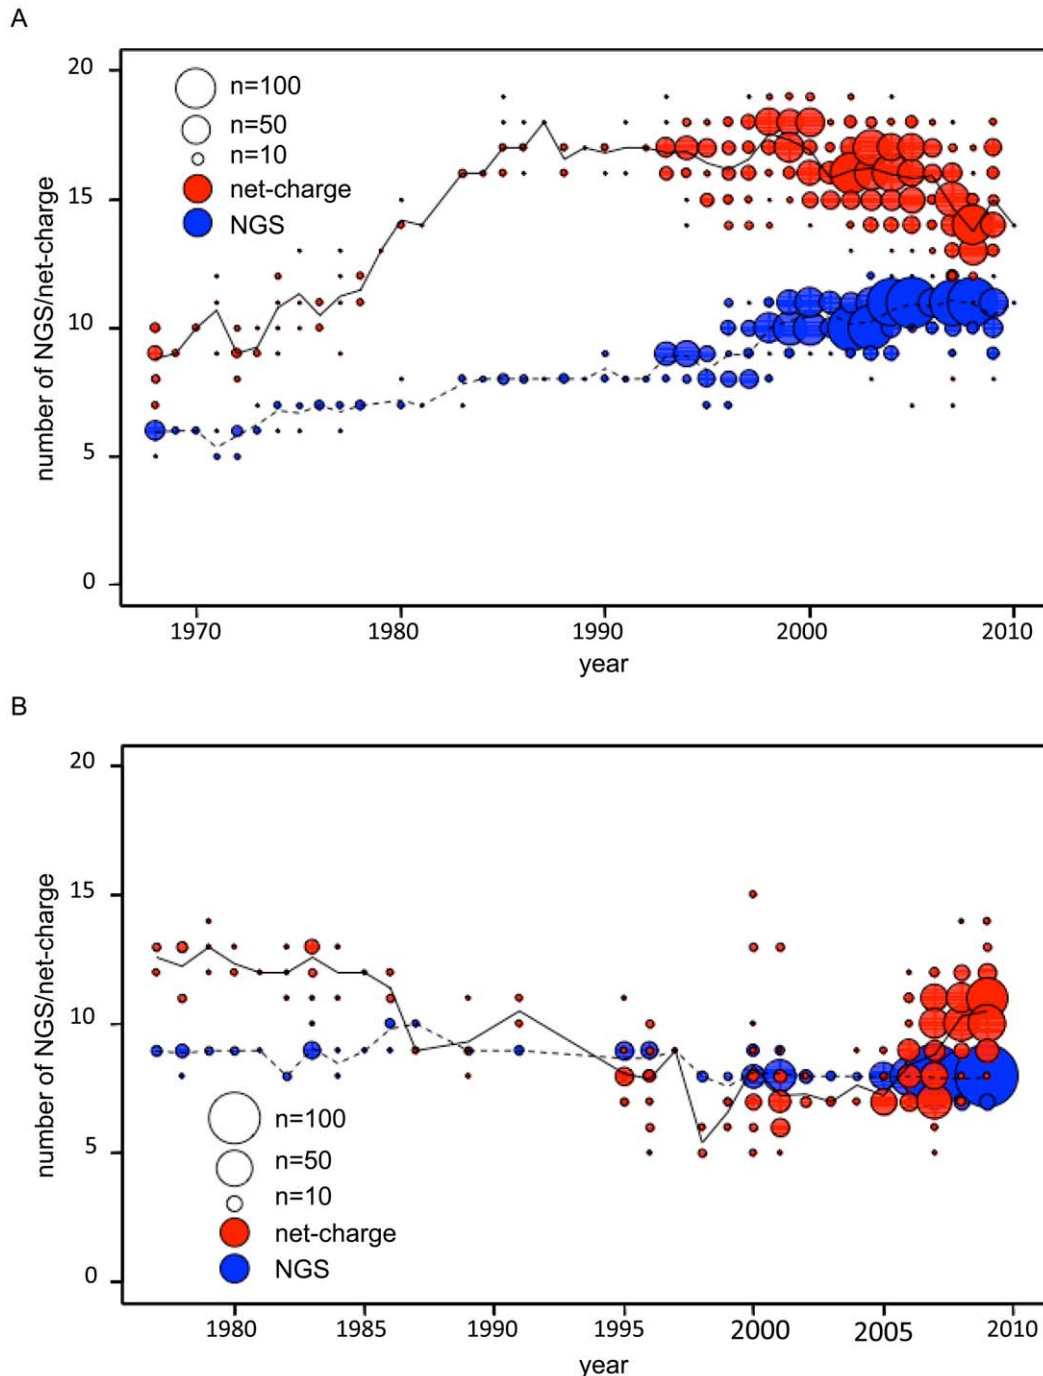 A
20
15
10
5
0
number of NGS/net-charge
n=100
n=50
n=10
net-charge
NGS
1970 1980 1990 2000 2010
year
B
20
15
10
5
0
number of NGS/net-charge
n=100
n=50
n=10
net-charge
NGS
1980 1985 1990 1995 2000 2005 2010
year